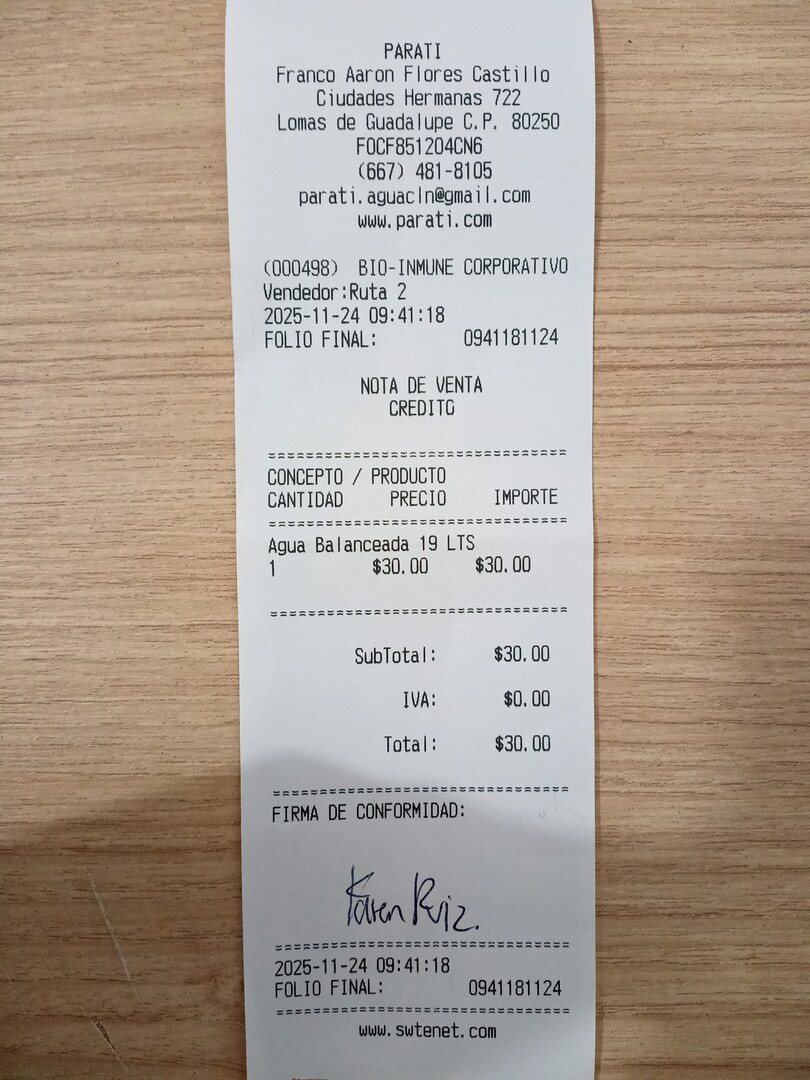 PARATI
Franco Aaron Flores Castillo
Ciudades Hermanas 722
Lomas de Guadalupe C.P. 80250
FOCF851204CN6
(667) 481-8105
parati.aguacln@gmail.com
www.parati.com
(000498) BIO-INMUNE CORPORATIVO
Vendedor:Ruta 2
2025-11-24 09:41:18
FOLIO FINAL: 0941181124
NOTA DE VENTA
CREDITO
================================
CONCEPTO / PRODUCTO
CANTIDAD PRECIO IMPORTE
================================
Agua Balanceada 19 LTS
1 $30.00 $30.00
================================
SubTotal: $30.00
IVA: $0.00
Total: $30.00
================================
FIRMA DE CONFORMIDAD:
Karen Ruiz.
================================
2025-11-24 09:41:18
FOLIO FINAL: 0941181124
================================
www.swtenet.com